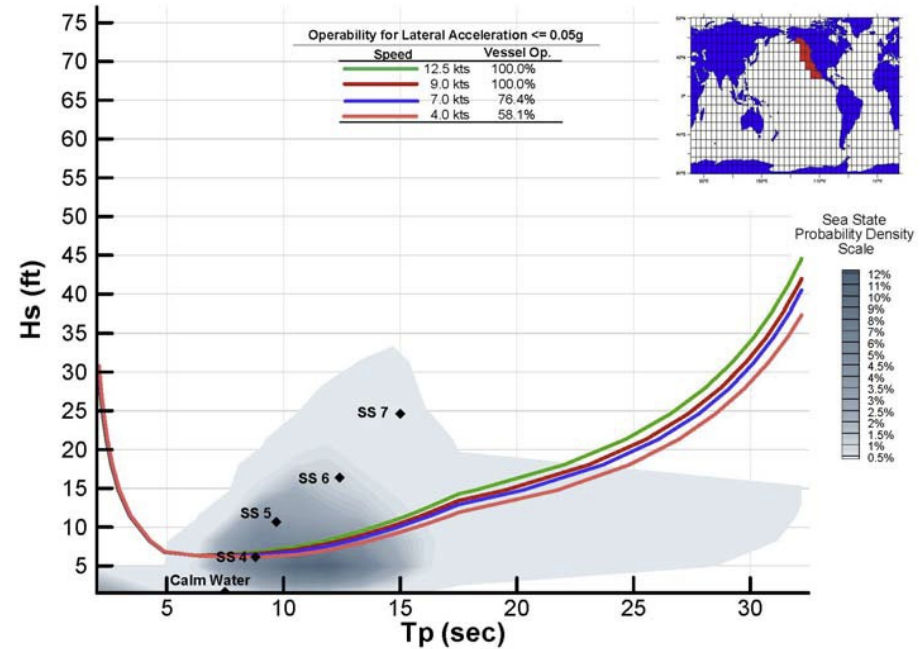 Operability for Lateral Acceleration <= 0.05g
Speed Vessel Op.
12.5 kts 100.0%
9.0 kts 100.0%
7.0 kts 76.4%
4.0 kts 58.1%
75
70
65
60
55
50
45
40
35
30
25
20
15
10
5
Hs (ft)
SS 7
SS 6
SS 5
SS 4
Calm Water
5 10 15 20 25 30
Tp (sec)
Sea State
Probability Density
Scale
12%
11%
10%
9%
8%
7%
6%
5%
4.5%
4%
3.5%
3%
2.5%
2%
1.5%
1%
0.5%